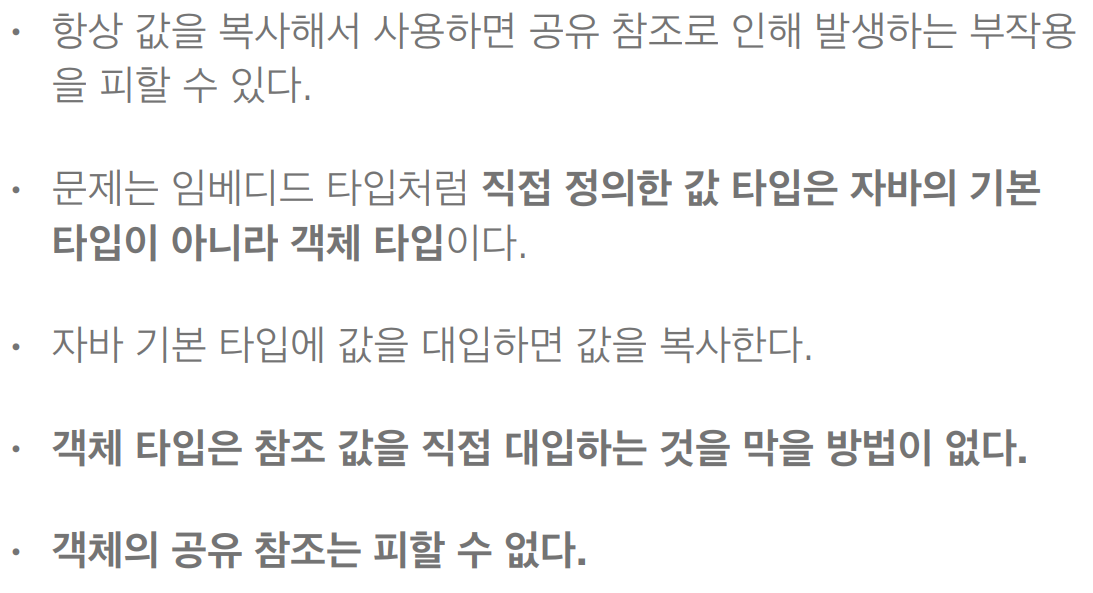 • 항상 값을 복사해서 사용하면 공유 참조로 인해 발생하는 부작용
을 피할 수 있다.
• 문제는 임베디드 타입처럼 직접 정의한 값 타입은 자바의 기본
타입이 아니라 객체 타입이다.
• 자바 기본 타입에 값을 대입하면 값을 복사한다.
• 객체 타입은 참조 값을 직접 대입하는 것을 막을 방법이 없다.
• 객체의 공유 참조는 피할 수 없다.